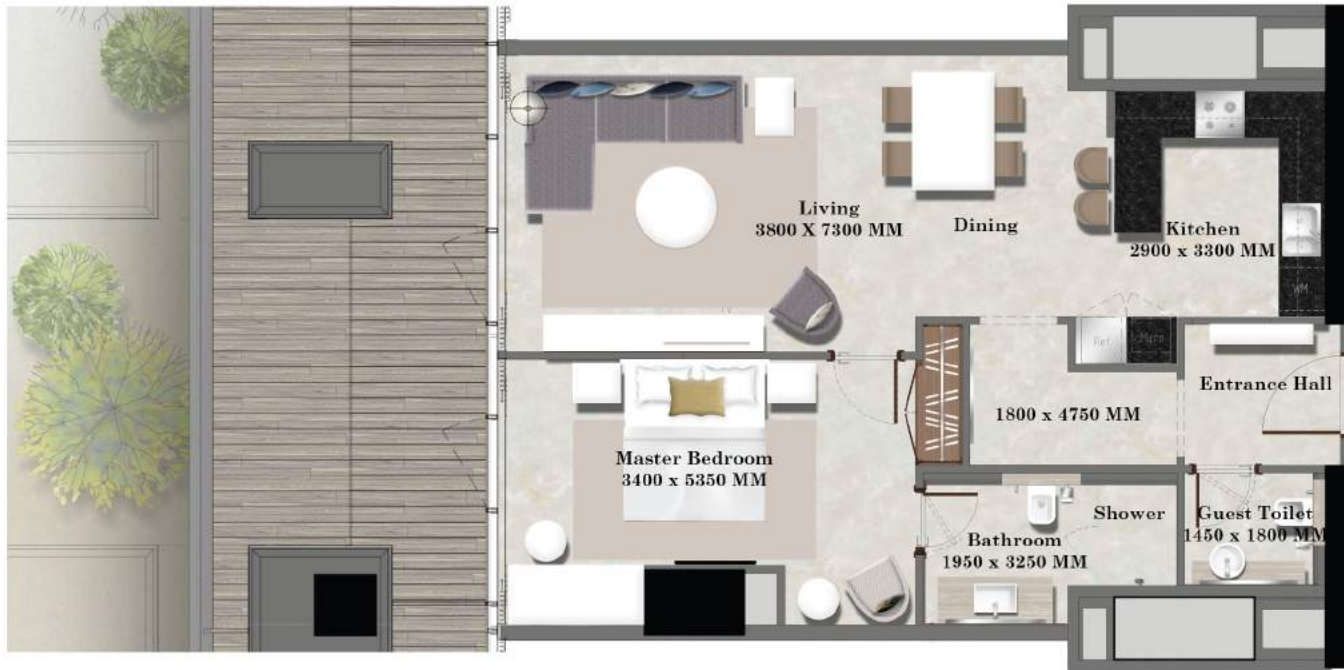 Living
3800 X 7300 MM
Dining
Kitchen
2900 x 3300 MM
WM
Ref
Entrance Hall
1800 x 4750 MM
Master Bedroom
3400 x 5350 MM
Shower
Guest Toilet
1450 x 1800 MM
Bathroom
1950 x 3250 MM